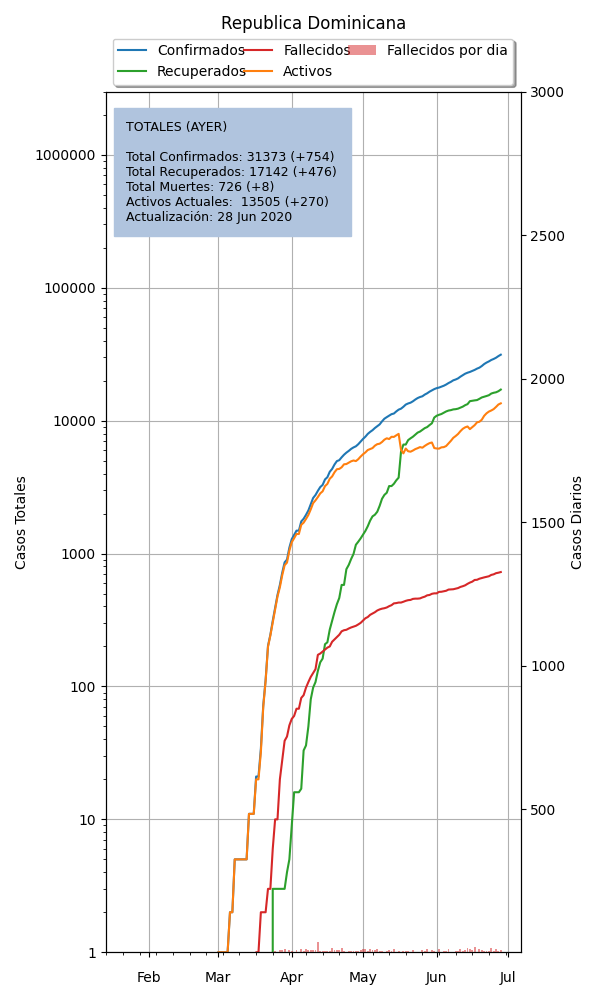 Republica Dominicana
Confirmados Fallecidos Fallecidos por dia
Recuperados Activos
TOTALES (AYER)
Total Confirmados: 31373 (+754)
Total Recuperados: 17142 (+476)
Total Muertes: 726 (+8)
Activos Actuales:  13505 (+270)
Actualización: 28 Jun 2020
Casos Totales
1000000
100000
10000
1000
100
10
1
3000
2500
2000
1500
1000
500
Casos Diarios
Feb Mar Apr May Jun Jul